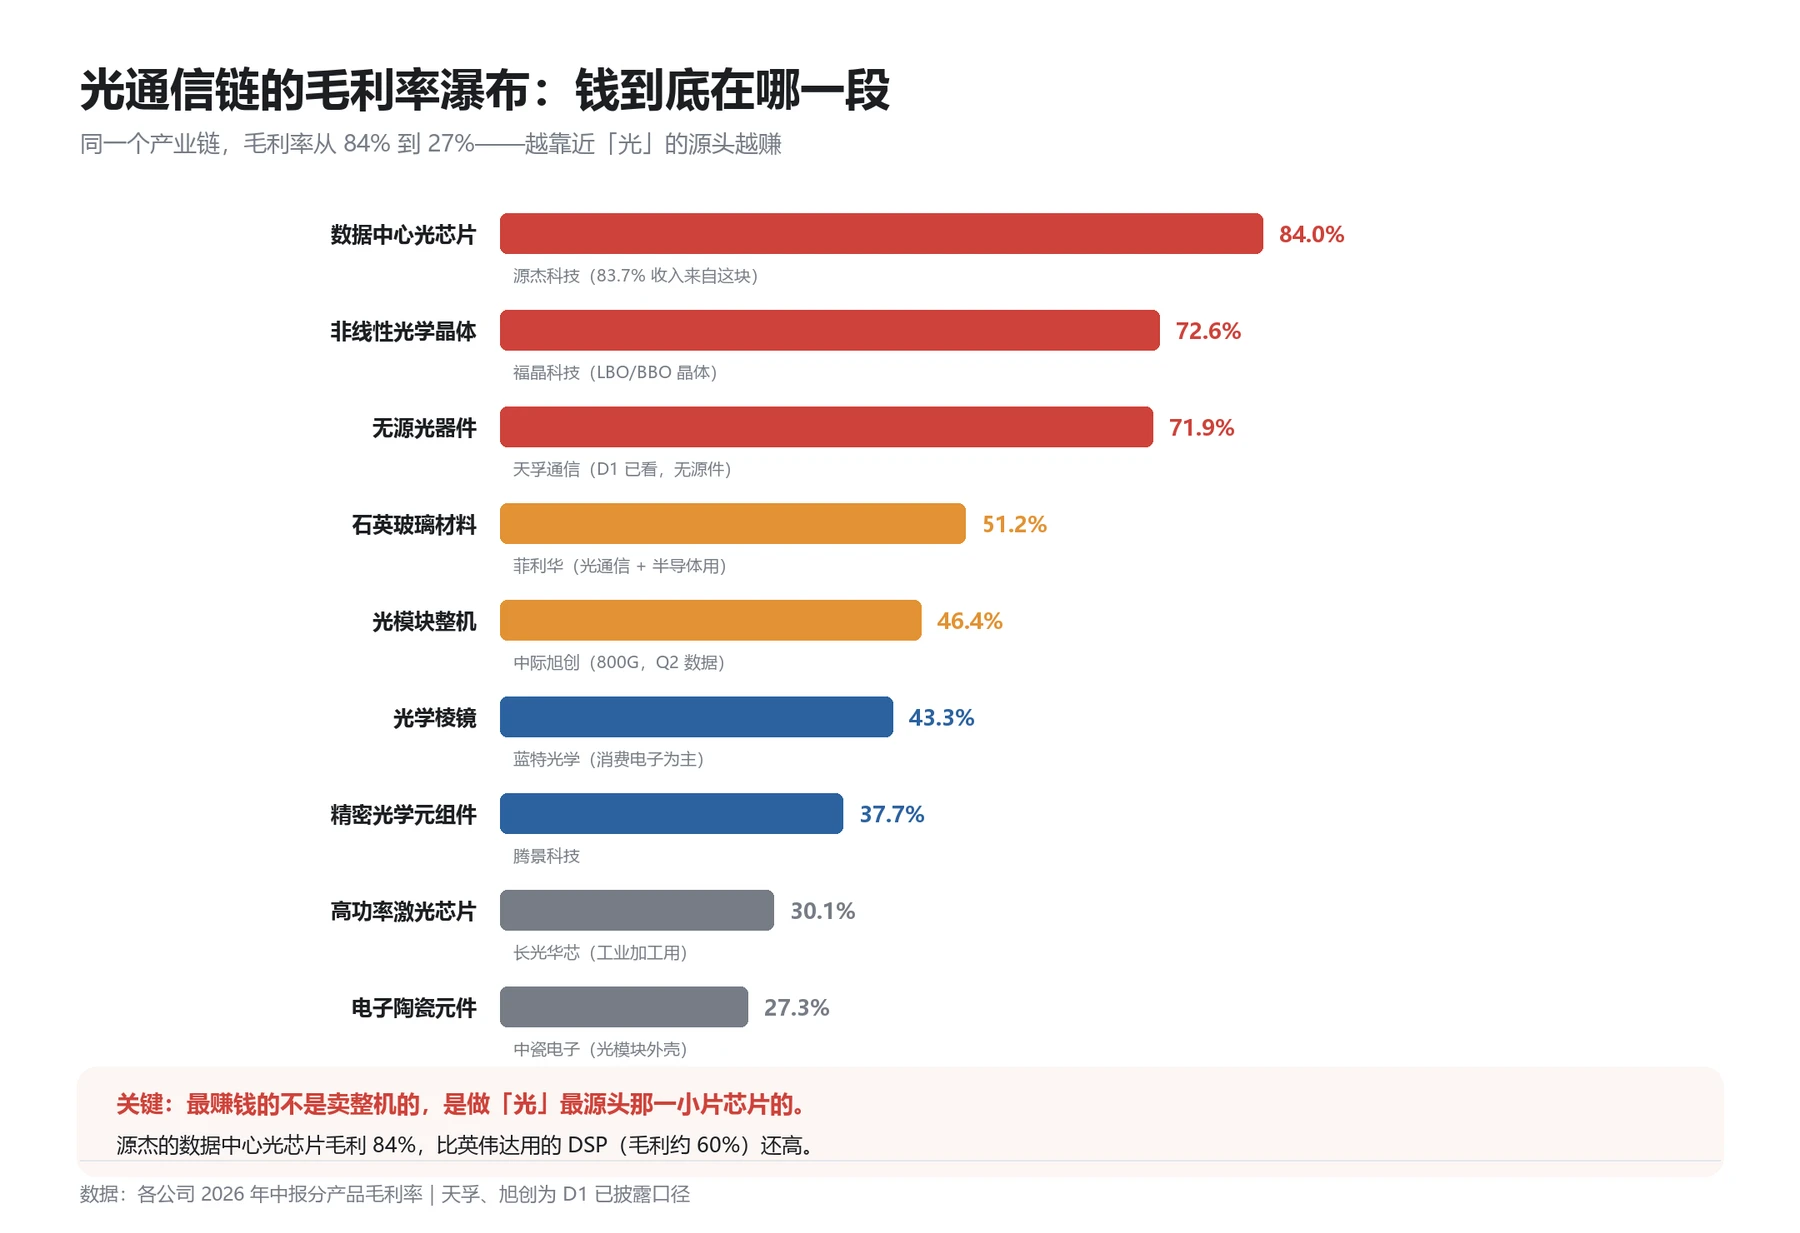 光通信链的毛利率瀑布：钱到底在哪一段
同一个产业链，毛利率从 84% 到 27%——越靠近「光」的源头越赚
数据中心光芯片 84.0%
源杰科技（83.7% 收入来自这块）
非线性光学晶体 72.6%
福晶科技（LBO/BBO 晶体）
无源光器件 71.9%
天孚通信（D1 已看，无源件）
石英玻璃材料 51.2%
菲利华（光通信 + 半导体用）
光模块整机 46.4%
中际旭创（800G，Q2 数据）
光学棱镜 43.3%
蓝特光学（消费电子为主）
精密光学元组件 37.7%
腾景科技
高功率激光芯片 30.1%
长光华芯（工业加工用）
电子陶瓷元件 27.3%
中瓷电子（光模块外壳）
关键：最赚钱的不是卖整机的，是做「光」最源头那一小片芯片的。
源杰的数据中心光芯片毛利 84%，比英伟达用的 DSP（毛利约 60%）还高。
数据：各公司 2026 年中报分产品毛利率 | 天孚、旭创为 D1 已披露口径